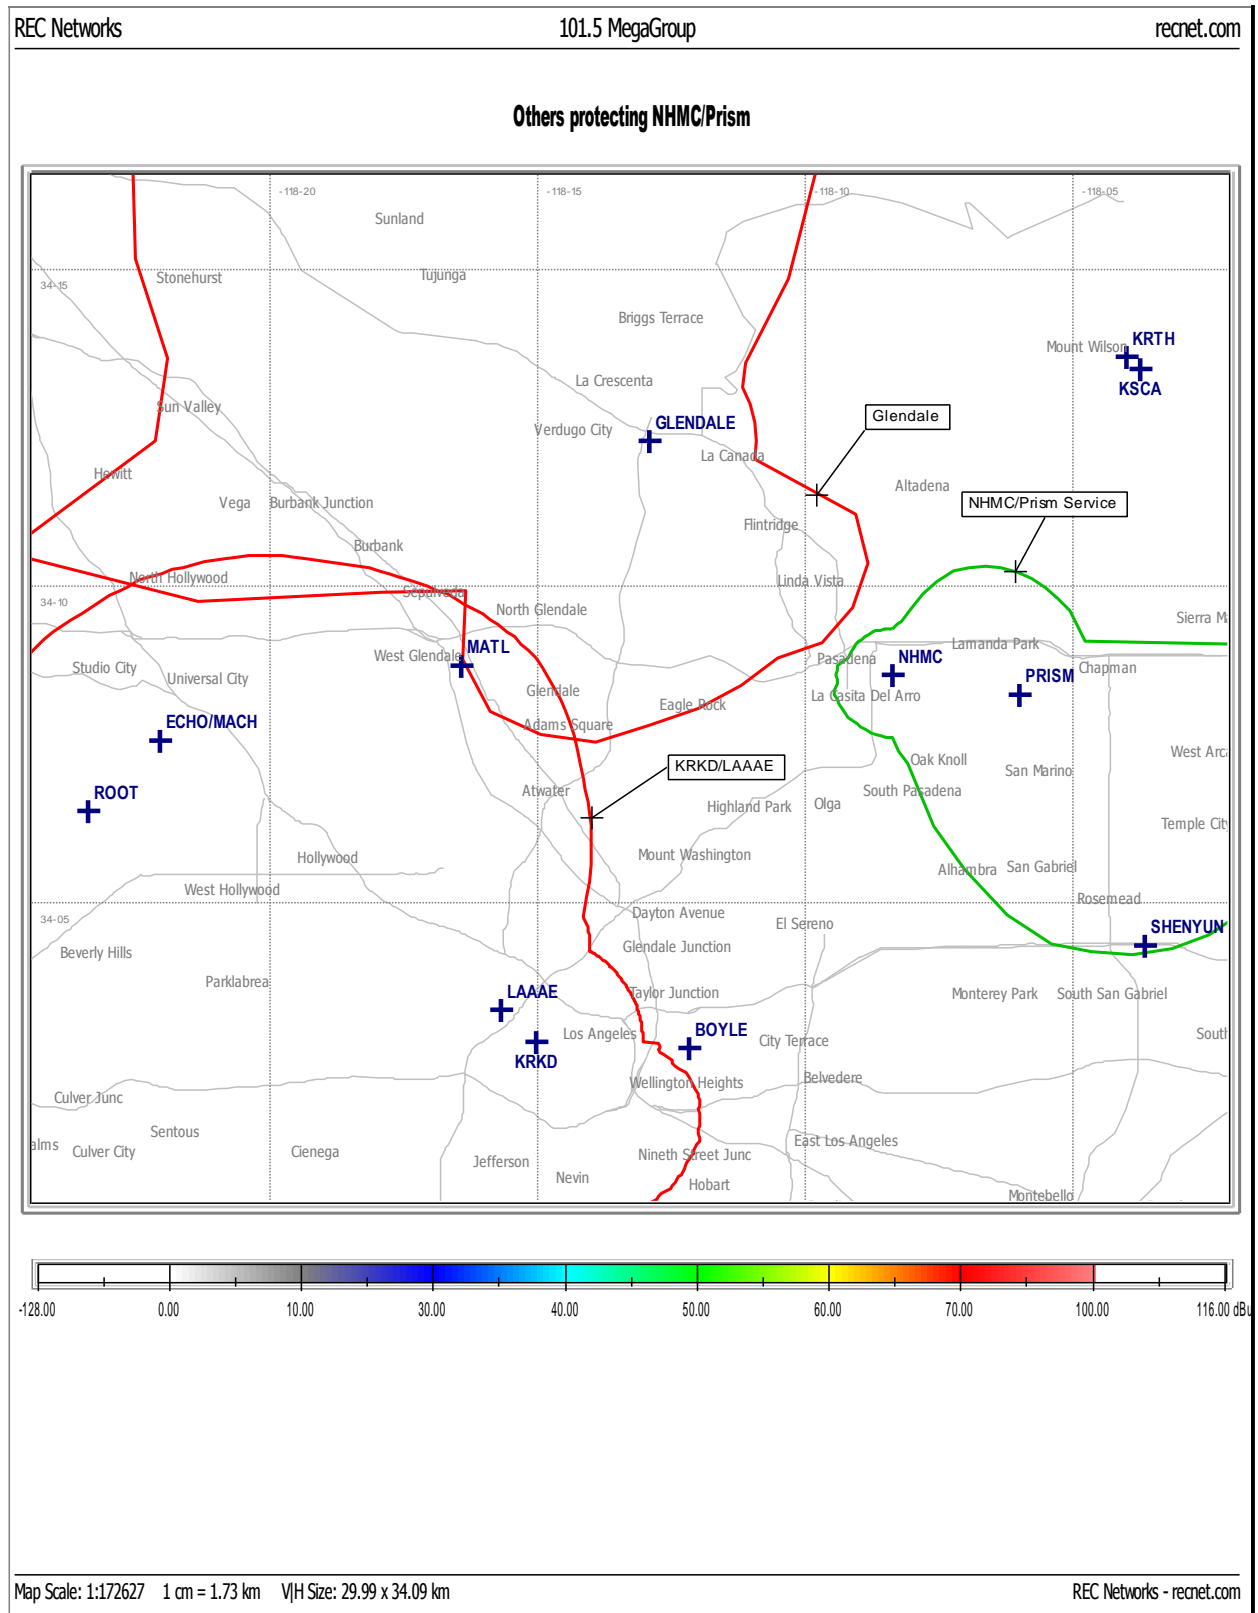 REC Networks 101.5 MegaGroup recnet.com
Others protecting NHMC/Prism
-118-20 -118-15 -118-10 -118-05
Sunland
34-15 Stonehurst Tujunga
Briggs Terrace
Mount Wilson KRTH
KSCA
La Crescenta
Sun Valley
Verdugo City GLENDALE
Glendale
La Canada
Hewitt
Altadena
Vega Burbank Junction
NHMC/Prism Service
Flintridge
Burbank
North Hollywood
Linda Vista
Sepulveda
34-10
North Glendale
Sierra M
Lamanda Park
West Glendale MATL
Pasadena NHMC
Studio City
Chapman
Universal City
PRISM
Glendale
La Casita Del Arro
Eagle Rock
ECHO/MACH
Adams Square
West Arca
Oak Knoll
KRKD/LAAAE
San Marino
ROOT
Atwater
South Pasadena
Highland Park Olga
Temple City
Hollywood
Mount Washington
Alhambra San Gabriel
West Hollywood
Rosemead
34-05
Dayton Avenue
El Sereno
SHENYUN
Beverly Hills
Glendale Junction
Parklabrea
LAAAE
Taylor Junction
Monterey Park South San Gabriel
Los Angeles
BOYLE
City Terrace
South
KRKD
Wellington Heights
Belvedere
Culver Junc
Sentous
East Los Angeles
alms
Culver City
Cienega
Jefferson
Nineth Street Junc
Nevin
Hobart
Montebello
-128.00 0.00 10.00 30.00 40.00 50.00 60.00 70.00 100.00 116.00 dBu
Map Scale: 1:172627 1 cm = 1.73 km V|H Size: 29.99 x 34.09 km REC Networks - recnet.com